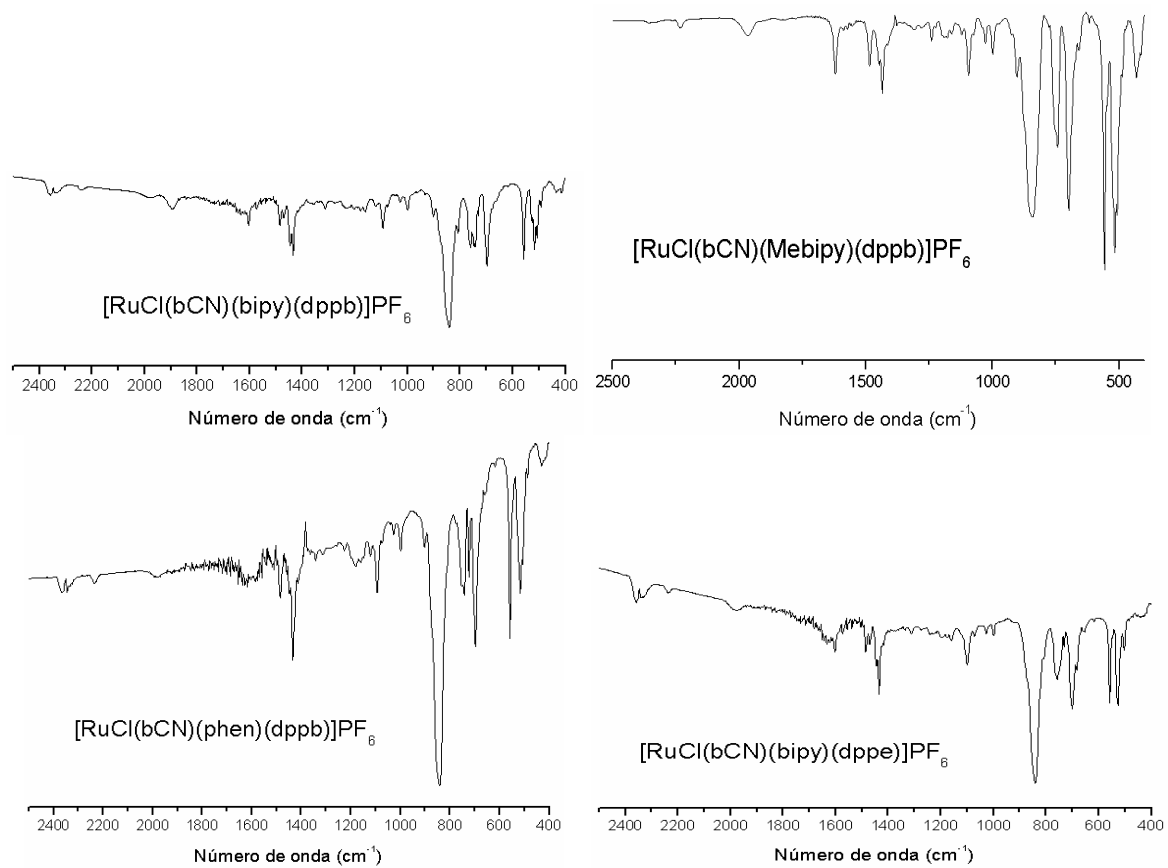 [RuCl(bCN)(bipy)(dppb)]PF₆
2400 2200 2000 1800 1600 1400 1200 1000 800 600 400
Número de onda (cm⁻¹)
[RuCl(bCN)(Mebipy)(dppb)]PF₆
2500 2000 1500 1000 500
Número de onda (cm⁻¹)
[RuCl(bCN)(phen)(dppb)]PF₆
2400 2200 2000 1800 1600 1400 1200 1000 800 600 400
Número de onda (cm⁻¹)
[RuCl(bCN)(bipy)(dppe)]PF₆
2400 2200 2000 1800 1600 1400 1200 1000 800 600 400
Número de onda (cm⁻¹)